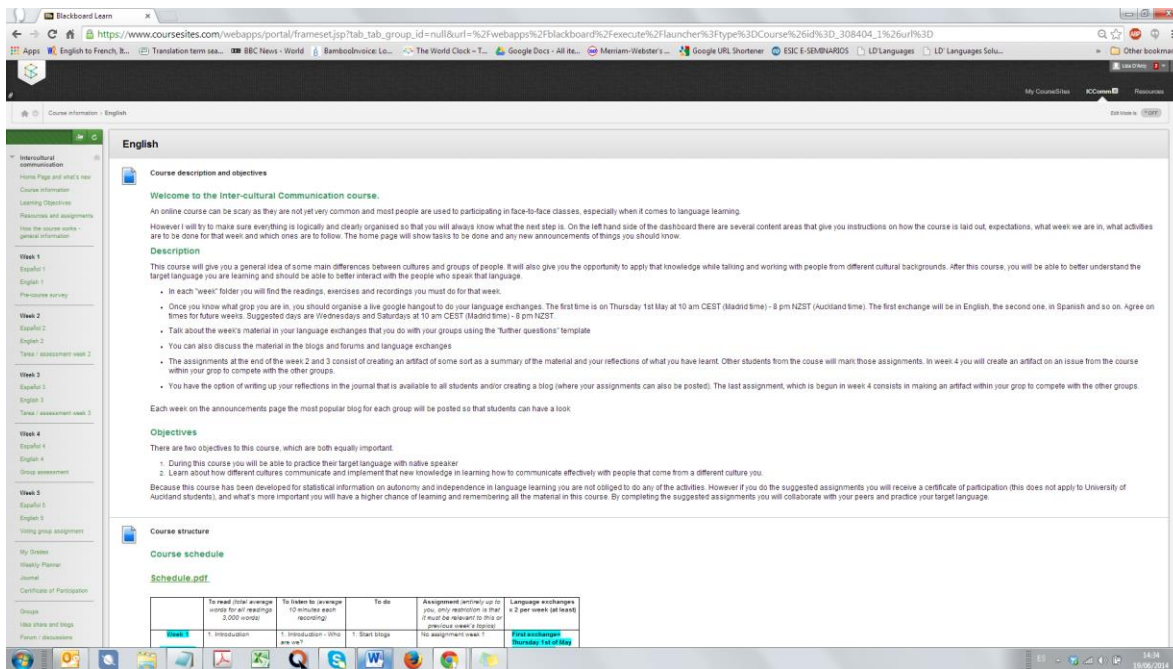 Blackboard Learn
https://www.coursesites.com/webapps/portal/frameset.jsp?tab_tab_group_id=null&url=%2Fwebapps%2Fblackboard%2Fexecute%2Flauncher%3Ftype%3DCourse%26id%3D_308404_1%26url%3D
Apps English to French, It... Translation term sea... BBC News - World BambooInvoice: Lo... The World Clock – T... Google Docs - All ite... Merriam-Webster's ... Google URL Shortener ESIC E-SEMINARIOS LD'Languages LD' Languages Solu... » Other bookmar
Lisa D'Amy
My CourseSites ICComm Resources
Course information > English
Edit Mode is: OFF
Intercultural communication
Home Page and what's new
Course Information
Learning Objectives
Resources and assignments
How the course works - general information
Week 1
Español 1
English 1
Pre-course survey
Week 2
Español 2
English 2
Tarea / assessment week 2
Week 3
Español 3
English 3
Tarea / assessment week 3
Week 4
Español 4
English 4
Group assessment
Week 5
Español 5
English 5
Voting group assignment
My Grades
Weekly Planner
Journal
Certificate of Participation
Groups
Idea share and blogs
Forum / discussions
English
Course description and objectives
Welcome to the Inter-cultural Communication course.
An online course can be scary as they are not yet very common and most people are used to participating in face-to-face classes, especially when it comes to language learning.
However I will try to make sure everything is logically and clearly organised so that you will always know what the next step is. On the left hand side of the dashboard there are several content areas that give you instructions on how the course is laid out, expectations, what week we are in, what activities
are to be done for that week and which ones are to follow. The home page will show tasks to be done and any new announcements of things you should know.
Description
This course will give you a general idea of some main differences between cultures and groups of people. It will also give you the opportunity to apply that knowledge while talking and working with people from different cultural backgrounds. After this course, you will be able to better understand the
target language you are learning and should be able to better interact with the people who speak that language.
• In each "week" folder you will find the readings, exercises and recordings you must do for that week.
• Once you know what grop you are in, you should organise a live google hangout to do your language exchanges. The first time is on Thursday 1st May at 10 am CEST (Madrid time) - 8 pm NZST (Auckland time). The first exchange will be in English, the second one, in Spanish and so on. Agree on
times for future weeks. Suggested days are Wednesdays and Saturdays at 10 am CEST (Madrid time) - 8 pm NZST.
• Talk about the week's material in your language exchanges that you do with your groups using the "further questions" template
• You can also discuss the material in the blogs and forums and language exchanges
• The assignments at the end of the week 2 and 3 consist of creating an artifact of some sort as a summary of the material and your reflections of what you have learnt. Other students from the couse will mark those assignments. In week 4 you will create an artifact on an issue from the course
within your grop to compete with the other groups.
• You have the option of writing up your reflections in the journal that is available to all students and/or creating a blog (where your assignments can also be posted). The last assignment, which is begun in week 4 consists in making an artifact within your grop to compete with the other groups.
Each week on the announcements page the most popular blog for each group will be posted so that students can have a look
Objectives
There are two objectives to this course, which are both equally important.
1. During this course you will be able to practice their target language with native speaker
2. Learn about how different cultures communicate and implement that new knowledge in learning how to communicate effectively with people that come from a different culture you.
Because this course has been developed for statistical information on autonomy and independence in language learning you are not obliged to do any of the activities. However if you do the suggested assignments you will receive a certificate of participation (this does not apply to University of
Auckland students), and what's more important you will have a higher chance of learning and remembering all the material in this course. By completing the suggested assignments you will collaborate with your peers and practice your target language.
Course structure
Course schedule
Schedule.pdf
To read (total average words for all readings 3,000 words) To listen to (average 10 minutes each recording) To do Assignment (entirely up to you, only restriction is that it must be relevant to this or previous week's topics) Language exchanges x 2 per week (at least)
Week 1 1. Introduction 1. Introduction - Who are we? 1. Start blogs No assignment week 1 First exchange= Thursday 1st of May
ES 14:34
19/06/2014